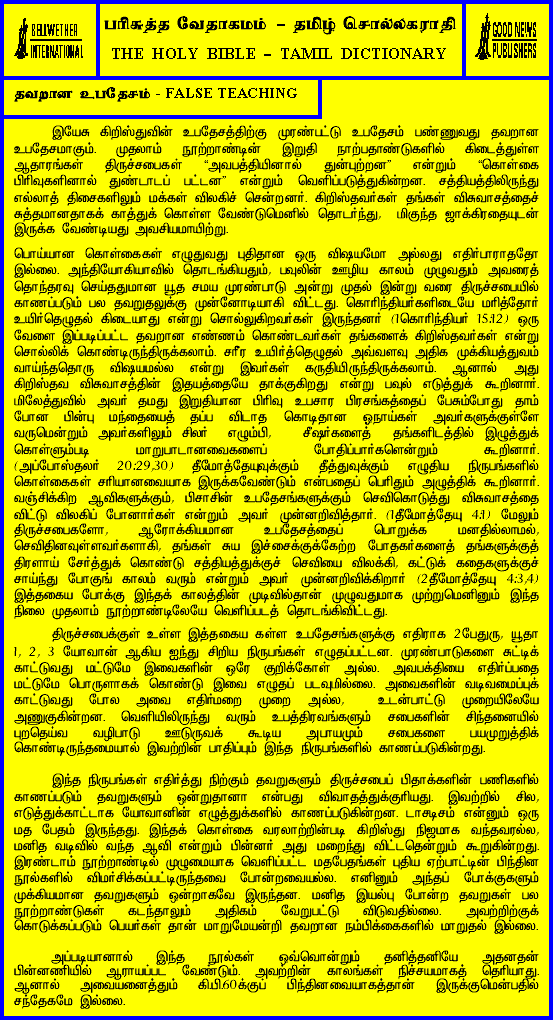 BELLWETHER
INTERNATIONAL
பரிசுத்த வேதாகமம் – தமிழ் சொல்லகராதி
THE HOLY BIBLE – TAMIL DICTIONARY
GOOD NEWS
PUBLISHERS
தவறான உபதேசம் - FALSE TEACHING
இயேசு கிறிஸ்துவின் உபதேசத்திற்கு முரண்பட்டு உபதேசம் பண்ணுவது தவறான
உபதேசமாகும். முதலாம் நூற்றாண்டின் இறுதி நாற்பதாண்டுகளில் கிடைத்துள்ள
ஆதாரங்கள் திருச்சபைகள் “அவபத்தியினால் துன்புற்றன” என்றும் “கொள்கை
பிரிவுகளினால் துண்டாடப் பட்டன” என்றும் வெளிப்படுத்துகின்றன. சத்தியத்திலிருந்து
எல்லாத் திசைகளிலும் மக்கள் விலகிச் சென்றனர். கிறிஸ்தவர்கள் தங்கள் விசுவாசத்தைச்
சுத்தமானதாகக் காத்துக் கொள்ள வேண்டுமெனில் தொடர்ந்து, மிகுந்த ஜாக்கிரதையுடன்
இருக்க வேண்டியது அவசியமாயிற்று.
பொய்யான கொள்கைகள் எழுதுவது புதிதான ஒரு விஷயமோ அல்லது எதிர்பாராததோ
இல்லை. அந்தியோகியாவில் தொடங்கியதும், பவுலின் ஊழிய காலம் முழுவதும் அவரைத்
தொந்தரவு செய்ததுமான யூத சமய முரண்பாடு அன்று முதல் இன்று வரை திருச்சபையில்
காணப்படும் பல தவறுதலுக்கு முன்னோடியாகி விட்டது. கொரிந்தியர்களிடையே மரித்தோர்
உயிர்தெழுதல் கிடையாது என்று சொல்லுகிறவர்கள் இருந்தனர் (1கொரிந்தியர் 15:12) ஒரு
வேளை இப்படிப்பட்ட தவறான எண்ணம் கொண்டவர்கள் தங்களைக் கிறிஸ்தவர்கள் என்று
சொல்லிக் கொண்டிருந்திருக்கலாம். சரீர உயிர்த்தெழுதல் அவ்வளவு அதிக முக்கியத்துவம்
வாய்ந்ததொரு விஷயமல்ல என்று இவர்கள் கருதியிருந்திருக்கலாம். ஆனால் அது
கிறிஸ்தவ விசுவாசத்தின் இதயத்தையே தாக்குகிறது என்று பவுல் எடுத்துக் கூறினார்.
மிலேத்துவில் அவர் தமது இறுதியான பிரிவு உபசார பிரசங்கத்தைப் பேசும்போது தாம்
போன பின்பு மந்தையைத் தப்ப விடாத கொடிதான ஓநாய்கள் அவர்களுக்குள்ளே
வருமென்றும் அவர்களிலும் சிலர் எழும்பி, சீஷர்களைத் தங்களிடத்தில் இழுத்துக்
கொள்ளும்படி மாறுபாடானவைகளைப் போதிப்பார்களென்றும் கூறினார்.
(அப்போஸ்தலர் 20:29,30) தீமோத்தேயுவுக்கும் தீத்துவுக்கும் எழுதிய நிருபங்களில்
கொள்கைகள் சரியானவையாக இருக்கவேண்டும் என்பதைப் பெரிதும் அழுத்திக் கூறினார்.
வஞ்சிக்கிற ஆவிகளுக்கும், பிசாசின் உபதேசங்களுக்கும் செவிகொடுத்து விசுவாசத்தை
விட்டு விலகிப் போனார்கள் என்றும் அவர் முன்னறிவித்தார். (1தீமோத்தேயு 4:1) மேலும்
திருச்சபைகளோ, ஆரோக்கியமான உபதேசத்தைப் பொறுக்க மனதில்லாமல்,
செவிதினவுள்ளவர்களாகி, தங்கள் சுய இச்சைக்குக்கேற்ற போதகர்களைத் தங்களுக்குத்
திரளாய் சேர்த்துக் கொண்டு சத்தியத்துக்குச் செவியை விலக்கி, கட்டுக் கதைகளுக்குச்
சாய்ந்து போகுங் காலம் வரும் என்றும் அவர் முன்னறிவிக்கிறார் (2தீமோத்தேயு 4:3,4)
இத்தகைய போக்கு இந்தக் காலத்தின் முடிவில்தான் முழுவதுமாக முற்றுமெனினும் இந்த
நிலை முதலாம் நூற்றாண்டிலேயே வெளிப்படத் தொடங்கிவிட்டது.
திருச்சபைக்குள் உள்ள இத்தகைய கள்ள உபதேசங்களுக்கு எதிராக 2பேதுரு, யூதா
1, 2, 3 யோவான் ஆகிய ஐந்து சிறிய நிருபங்கள் எழுதப்பட்டன. முரண்பாடுகளை சுட்டிக்
காட்டுவது மட்டுமே இவைகளின் ஒரே குறிக்கோள் அல்ல. அவபக்தியை எதிர்ப்பதை
மட்டுமே பொருளாகக் கொண்டு இவை எழுதப் படவுமில்லை. அவைகளின் வடிவமைப்புக்
காட்டுவது போல அவை எதிர்மறை முறை அல்ல, உடன்பாட்டு முறையிலேயே
அணுகுகின்றன. வெளியிலிருந்து வரும் உபத்திரவங்களும் சபைகளின் சிந்தனையில்
புறதெய்வ வழிபாடு ஊடுருவக் கூடிய அபாயமும் சபைகளை பயமுறுத்திக்
கொண்டிருந்தமையால் இவற்றின் பாதிப்பும் இந்த நிருபங்களில் காணப்படுகின்றது.
இந்த நிருபங்கள் எதிர்த்து நிற்கும் தவறுகளும் திருச்சபைப் பிதாக்களின் பணிகளில்
காணப்படும் தவறுகளும் ஒன்றுதானா என்பது விவாதத்துக்குரியது. இவற்றில் சில,
எடுத்துக்காட்டாக யோவானின் எழுத்துக்களில் காணப்படுகின்றன. டாசடிசம் என்னும் ஒரு
மத பேதம் இருந்தது. இந்தக் கொள்கை வரலாற்றின்படி கிறிஸ்து நிஜமாக வந்தவரல்ல,
மனித வடிவில் வந்த ஆவி என்றும் பின்னர் அது மறைந்து விட்டதென்றும் கூறுகின்றது.
இரண்டாம் நூற்றாண்டில் முழுமையாக வெளிப்பட்ட மதபேதங்கள் புதிய ஏற்பாட்டின் பிந்தின
நூல்களில் விமர்சிக்கப்பட்டிருந்தவை போன்றவையல்ல. எனினும் அந்தப் போக்குகளும்
முக்கியமான தவறுகளும் ஒன்றாகவே இருந்தன. மனித இயல்பு போன்ற தவறுகள் பல
நூற்றாண்டுகள் கடந்தாலும் அதிகம் வேறுபட்டு விடுவதில்லை. அவற்றிற்குக்
கொடுக்கப்படும் பெயர்கள் தான் மாறுமேயன்றி தவறான நம்பிக்கைகளில் மாறுதல் இல்லை.
அப்படியானால் இந்த நூல்கள் ஒவ்வொன்றும் தனித்தனியே அதனதன்
பின்னணியில் ஆராயப்பட வேண்டும். அவற்றின் காலங்கள் நிச்சயமாகத் தெரியாது.
ஆனால் அவையனைத்தும் கி.பி.60க்குப் பிந்தினவையாகத்தான் இருக்குமென்பதில்
சந்தேகமே இல்லை.